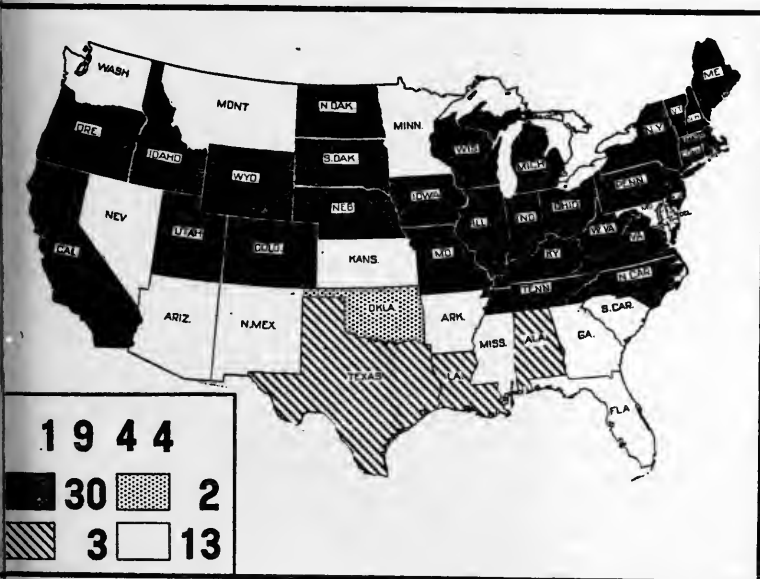 WASH
MONT
N.DAK.
MINN.
ME
VT.
ORE.
IDAHO
WYO
S.DAK
WIS
MICH
N.Y
NEV
UTAH
COLO.
NEB
IOWA
ILL
IND
OHIO
PENN
DEL
CAL
KANS.
MO.
KY
W.VA
VA
ARIZ.
N.MEX.
OKLA.
ARK.
TENN
N.CAR
S.CAR.
TEXAS
LA.
MISS.
ALA.
GA.
FLA
1944
30 2
3 13